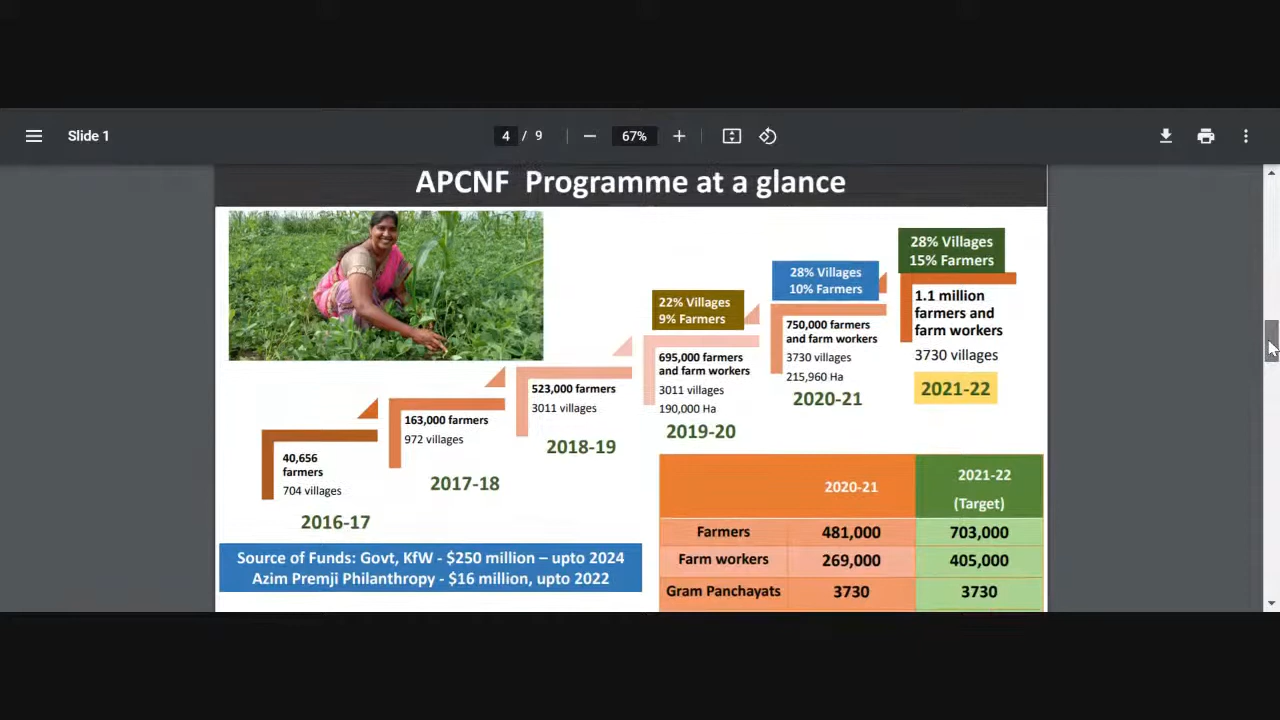 Slide 1
4 / 9
67%
APCNF Programme at a glance
28% Villages
15% Farmers
28% Villages
10% Farmers
22% Villages
9% Farmers
1.1 million
farmers and
farm workers
3730 villages
2021-22
750,000 farmers
and farm workers
3730 villages
215,960 Ha
2020-21
695,000 farmers
and farm workers
3011 villages
190,000 Ha
2019-20
523,000 farmers
3011 villages
2018-19
163,000 farmers
972 villages
2017-18
40,656
farmers
704 villages
2016-17
Source of Funds: Govt, KfW - $250 million – upto 2024
Azim Premji Philanthropy - $16 million, upto 2022
2020-21 2021-22
(Target)
Farmers 481,000 703,000
Farm workers 269,000 405,000
Gram Panchayats 3730 3730